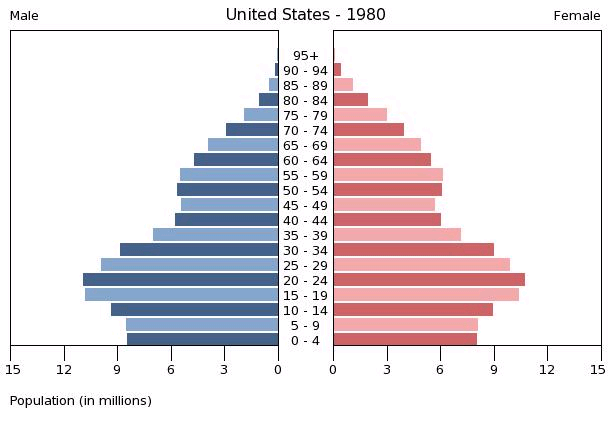 Male United States - 1980 Female
95+
90 - 94
85 - 89
80 - 84
75 - 79
70 - 74
65 - 69
60 - 64
55 - 59
50 - 54
45 - 49
40 - 44
35 - 39
30 - 34
25 - 29
20 - 24
15 - 19
10 - 14
5 - 9
0 - 4
15 12 9 6 3 0 0 3 6 9 12 15
Population (in millions)